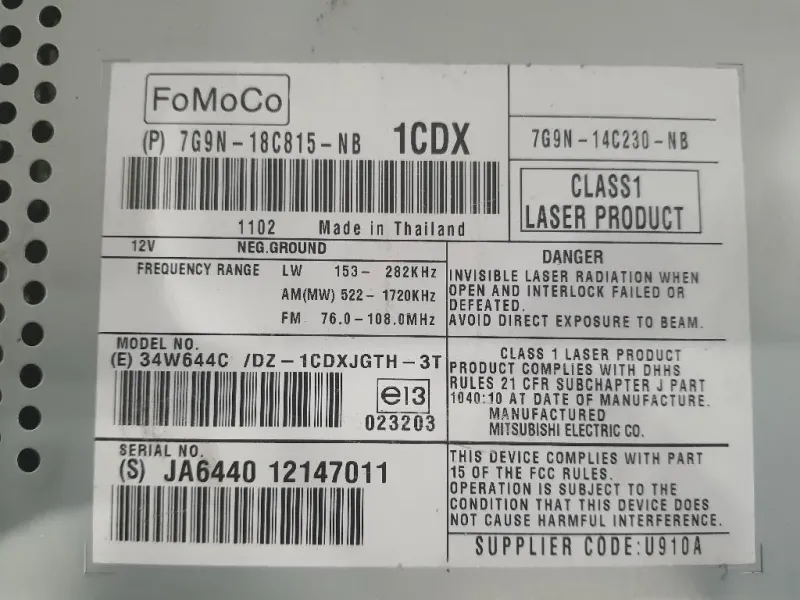 FoMoCo
(P) 7G9N-18C815-NB 1CDX
7G9N-14C230-NB
CLASS1
LASER PRODUCT
1102 Made in Thailand
12V NEG.GROUND
FREQUENCY RANGE LW 153- 282KHz
AM(MW) 522- 1720KHz
FM 76.0-108.0MHz
DANGER
INVISIBLE LASER RADIATION WHEN
OPEN AND INTERLOCK FAILED OR
DEFEATED.
AVOID DIRECT EXPOSURE TO BEAM.
MODEL NO.
(E) 34W644C /DZ-1CDXJGTH-3T
e13
023203
CLASS 1 LASER PRODUCT
PRODUCT COMPLIES WITH DHHS
RULES 21 CFR SUBCHAPTER J PART
1040:10 AT DATE OF MANUFACTURE.
MANUFACTURED
MITSUBISHI ELECTRIC CO.
SERIAL NO.
(S) JA6440 12147011
THIS DEVICE COMPLIES WITH PART
15 OF THE FCC RULES.
OPERATION IS SUBJECT TO THE
CONDITION THAT THIS DEVICE DOES
NOT CAUSE HARMFUL INTERFERENCE.
SUPPLIER CODE:U910A